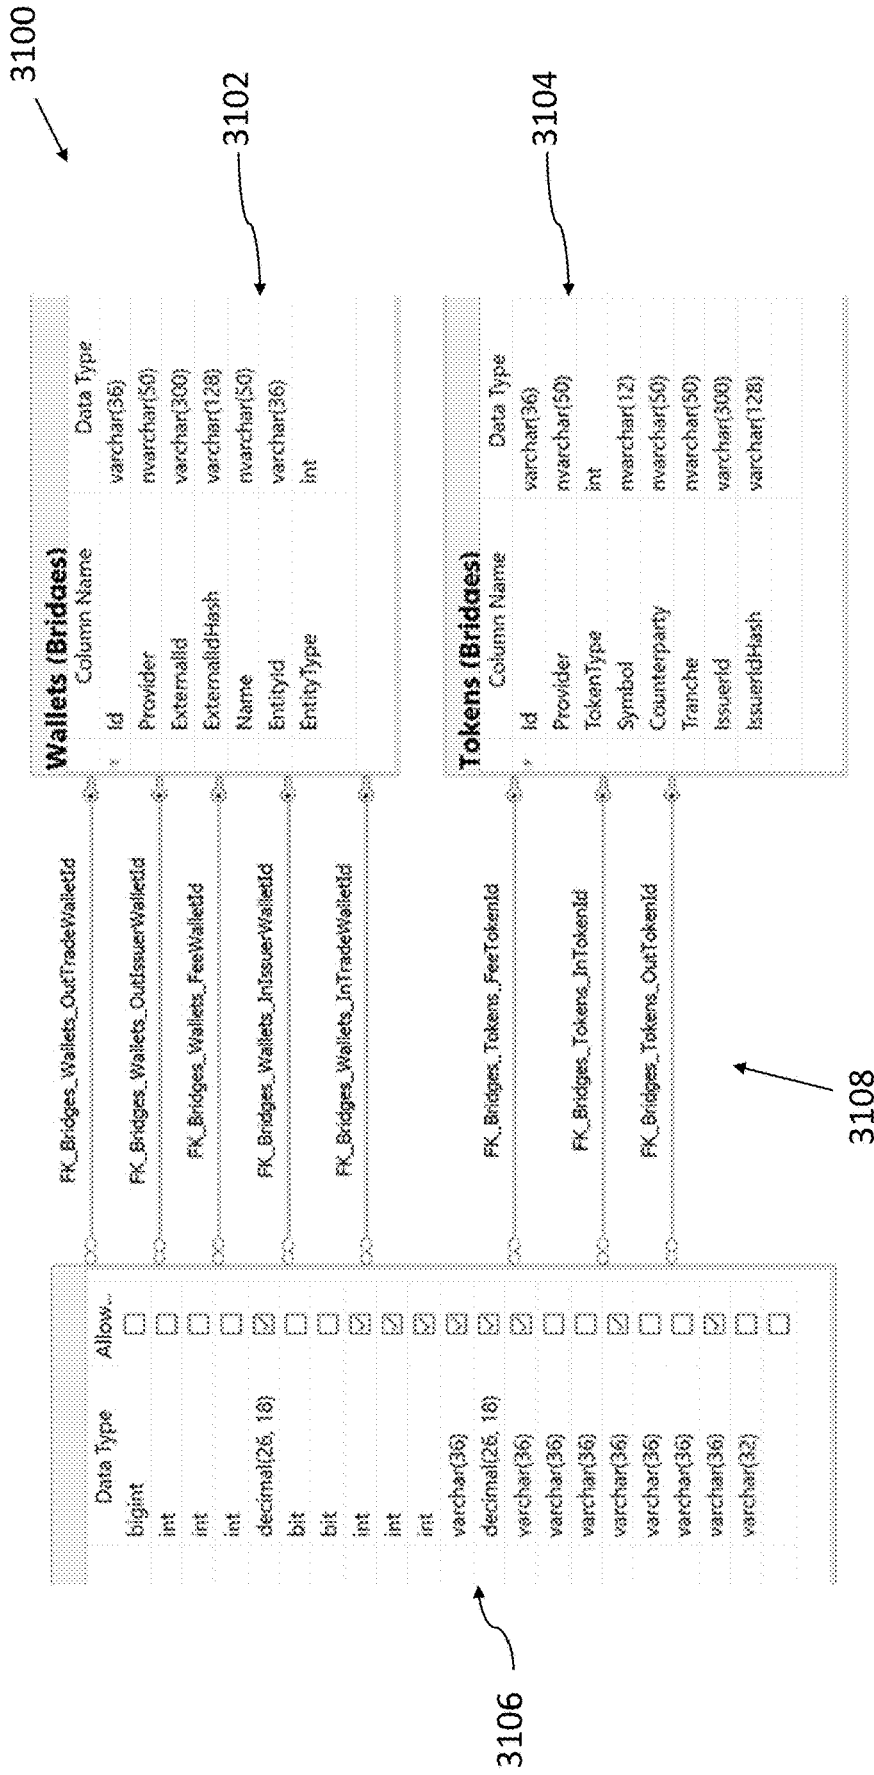 3100
Wallets (Bridges)
Column Name Data Type
Id varchar(36)
Provider nvarchar(50)
ExternalId varchar(300)
ExternalIdHash varchar(128)
Name nvarchar(50)
EntityId varchar(36)
EntityType int
3102
Tokens (Bridges)
Column Name Data Type
Id varchar(36)
Provider nvarchar(50)
TokenType int
Symbol nvarchar(12)
Counterparty nvarchar(50)
Tranche nvarchar(50)
IssuerId varchar(300)
IssuerIdHash varchar(128)
3104
FK_Bridges_Wallets_OutTradeWalletId
FK_Bridges_Wallets_OutIssuerWalletId
FK_Bridges_Wallets_FeeWalletId
FK_Bridges_Wallets_InIssuerWalletId
FK_Bridges_Wallets_InTradeWalletId
FK_Bridges_Tokens_FeeTokenId
FK_Bridges_Tokens_InTokenId
FK_Bridges_Tokens_OutTokenId
3108
Data Type Allow...
bigint
int
int
int
decimal(26, 18)
bit
bit
int
int
int
varchar(36)
decimal(26, 18)
varchar(36)
varchar(36)
varchar(36)
varchar(36)
varchar(36)
varchar(36)
varchar(36)
varchar(32)
3106